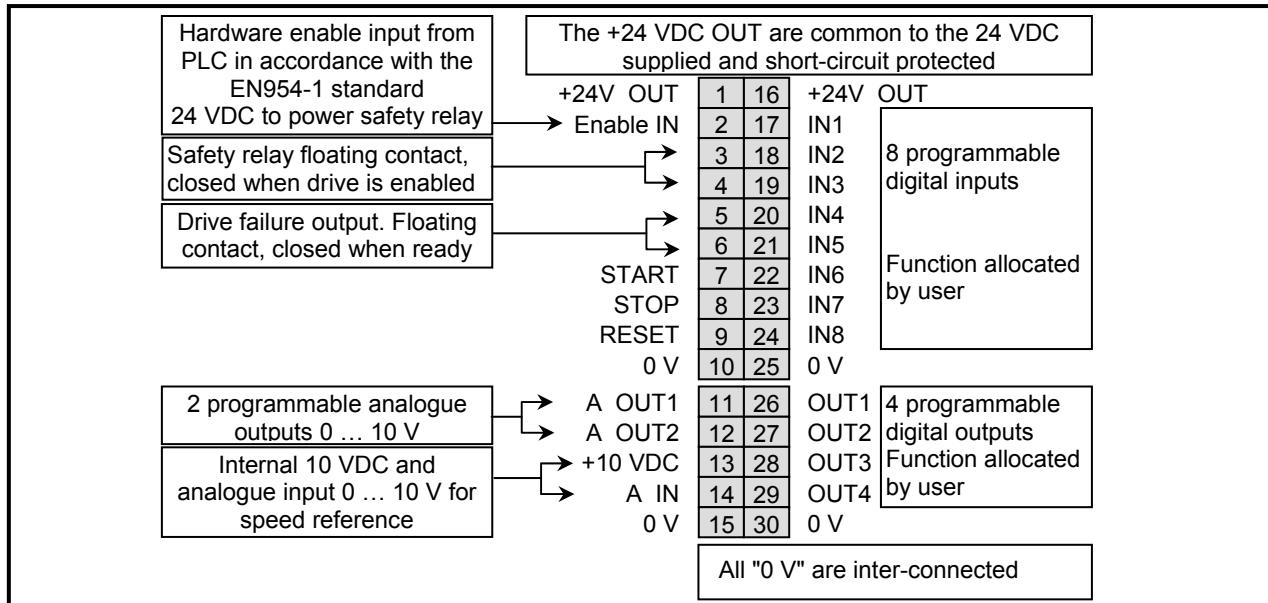 Hardware enable input from
PLC in accordance with the
EN954-1 standard
24 VDC to power safety relay
The +24 VDC OUT are common to the 24 VDC
supplied and short-circuit protected
+24V OUT 1 16 +24V OUT
Enable IN 2 17 IN1
Safety relay floating contact,
closed when drive is enabled
3 18 IN2
4 19 IN3
8 programmable
digital inputs
Drive failure output. Floating
contact, closed when ready
5 20 IN4
6 21 IN5
START 7 22 IN6
STOP 8 23 IN7
RESET 9 24 IN8
Function allocated
by user
0 V 10 25 0 V
2 programmable analogue
outputs 0 … 10 V
A OUT1 11 26 OUT1
A OUT2 12 27 OUT2
Internal 10 VDC and
analogue input 0 … 10 V for
speed reference
+10 VDC 13 28 OUT3
A IN 14 29 OUT4
0 V 15 30 0 V
4 programmable
digital outputs
Function allocated
by user
All "0 V" are inter-connected